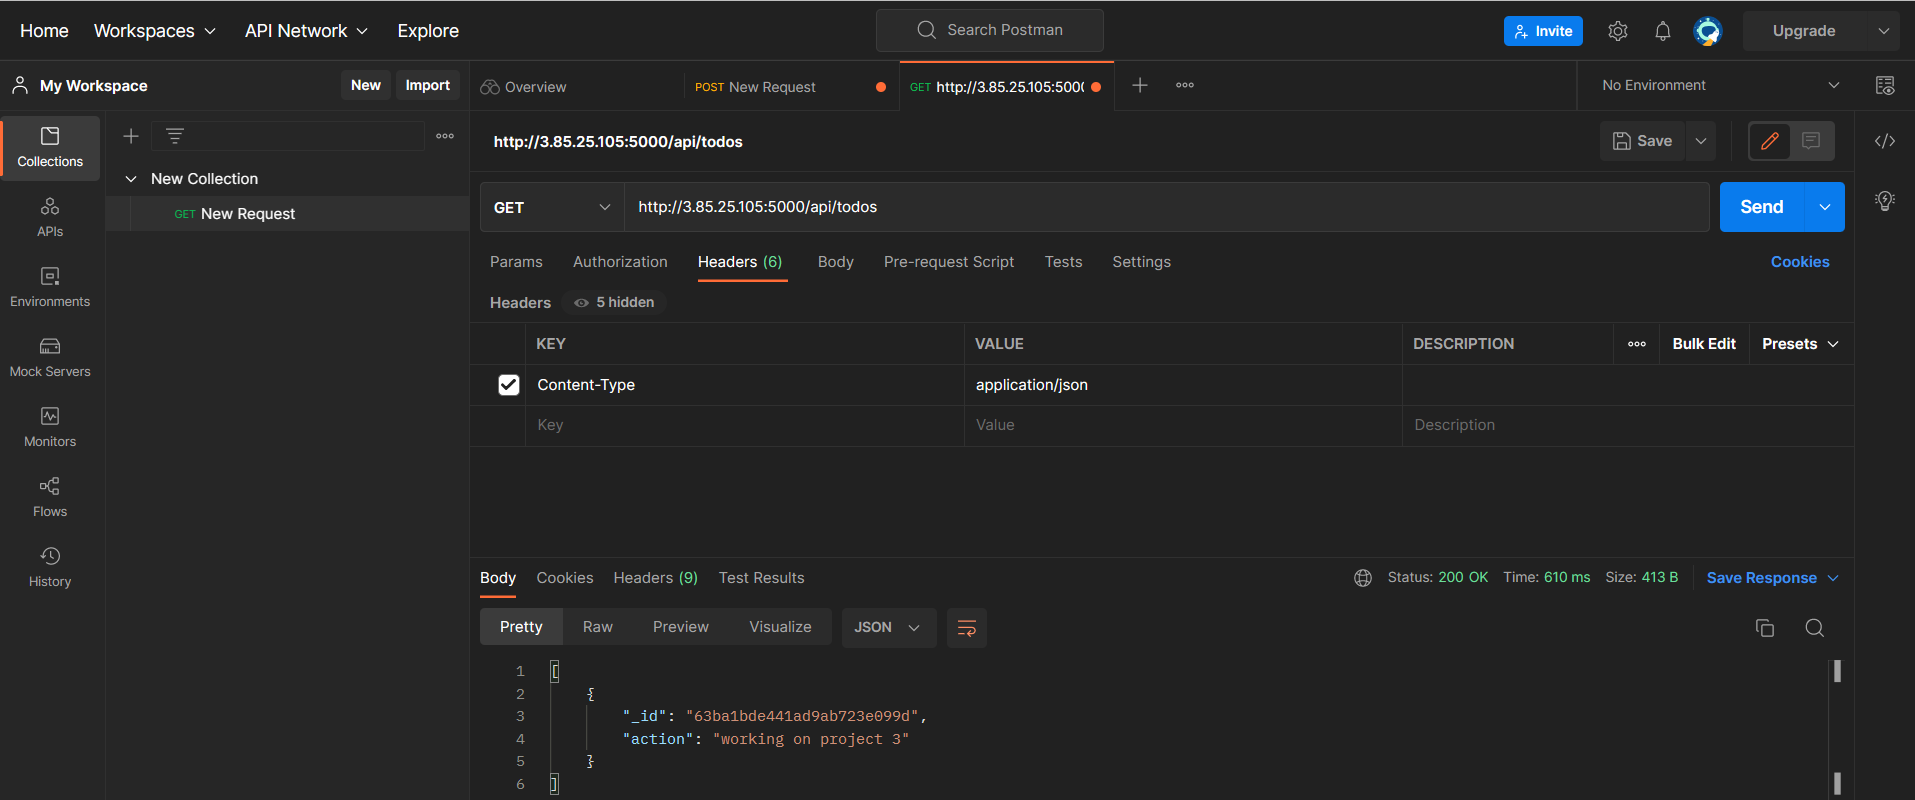 Home Workspaces API Network Explore Search Postman Invite Upgrade
My Workspace New Import Overview POST New Request GET http://3.85.25.105:5000 No Environment
http://3.85.25.105:5000/api/todos Save
Collections
New Collection
GET New Request
APIs
Environments
Mock Servers
Monitors
Flows
History
GET http://3.85.25.105:5000/api/todos Send
Params Authorization Headers (6) Body Pre-request Script Tests Settings Cookies
Headers 5 hidden
KEY VALUE DESCRIPTION Bulk Edit Presets
Content-Type application/json
Key Value Description
Body Cookies Headers (9) Test Results Status: 200 OK Time: 610 ms Size: 413 B Save Response
Pretty Raw Preview Visualize JSON
1 [
2 {
3 "_id": "63ba1bde441ad9ab723e099d",
4 "action": "working on project 3"
5 }
6 ]